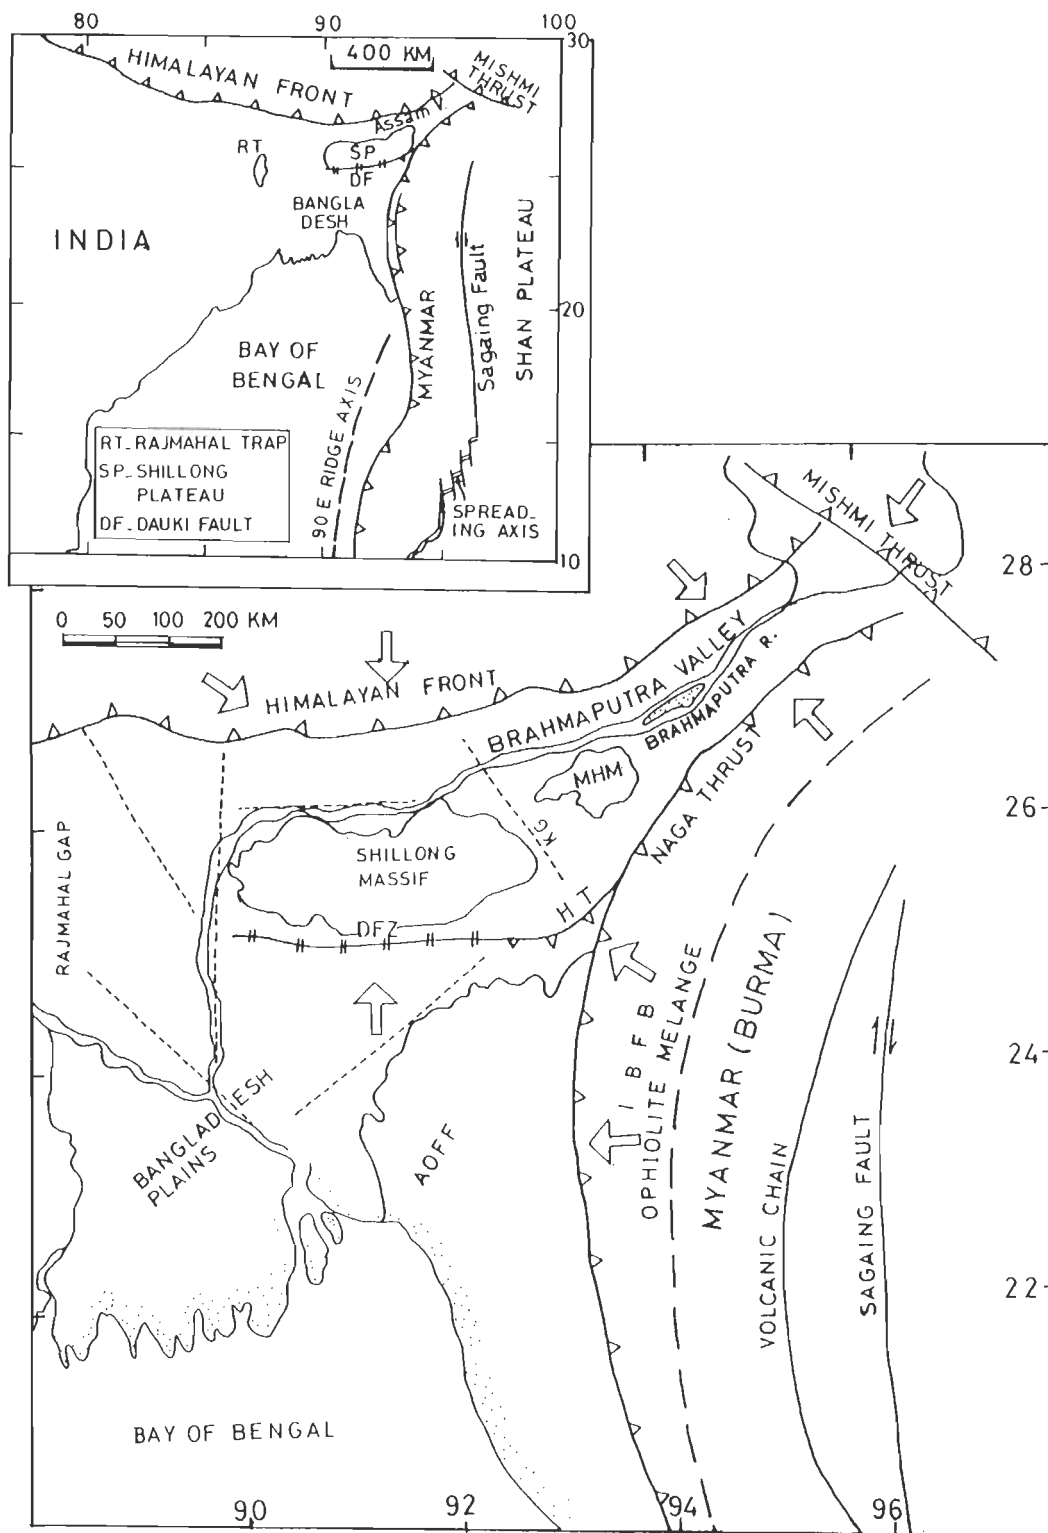 80
90
100
30
400 KM
HIMALAYAN FRONT
MISHMI
THRUST
Assam V.
RT
SP
DF
BANGLA
DESH
INDIA
20
BAY OF
BENGAL
90 E RIDGE AXIS
MYANMAR
Sagaing Fault
SHAN PLATEAU
RT_RAJMAHAL TRAP
SP_SHILLONG
PLATEAU
DF_DAUKI FAULT
SPREAD_
ING AXIS
10
MISHMI THRUST
28
0 50 100 200 KM
HIMALAYAN FRONT
BRAHMAPUTRA VALLEY
BRAHMAPUTRA R.
BRAHMAPUTRA
MHM
NAGA THRUST
26
KG
RAJMAHAL GAP
SHILLONG
MASSIF
HT
DFZ
24
I B F B
OPHIOLITE MELANGE
MYANMAR (BURMA)
BANGLADESH
PLAINS
AOFF
VOLCANIC CHAIN
SAGAING FAULT
22
BAY OF BENGAL
90
92
94
96